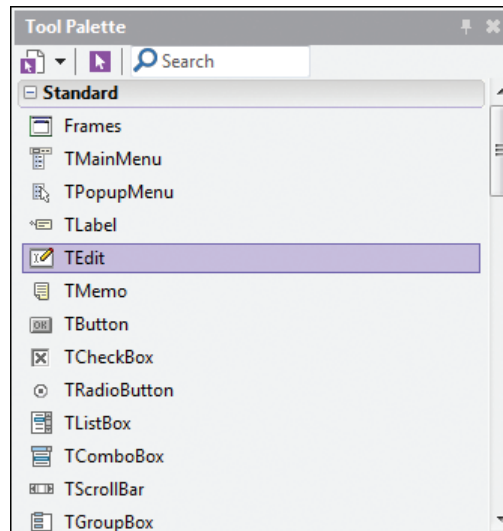 Tool Palette
Search
Standard
Frames
TMainMenu
TPopupMenu
TLabel
TEdit
TMemo
TButton
TCheckBox
TRadioButton
TListBox
TComboBox
TScrollBar
TGroupBox